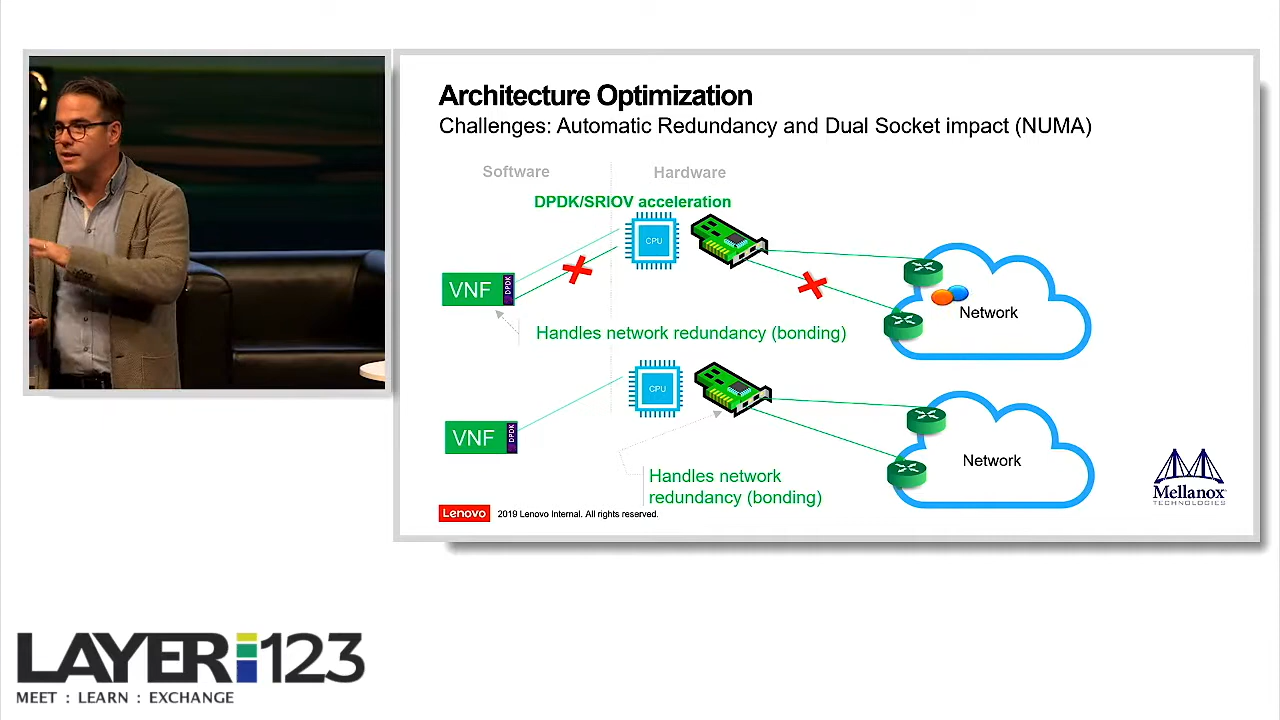 Architecture Optimization
Challenges: Automatic Redundancy and Dual Socket impact (NUMA)
Software
Hardware
DPDK/SRIOV acceleration
CPU
VNF
DPDK
Network
Handles network redundancy (bonding)
CPU
VNF
DPDK
Network
Handles network
redundancy (bonding)
Mellanox
TECHNOLOGIES
Lenovo
2019 Lenovo Internal. All rights reserved.
LAYER123
MEET : LEARN : EXCHANGE